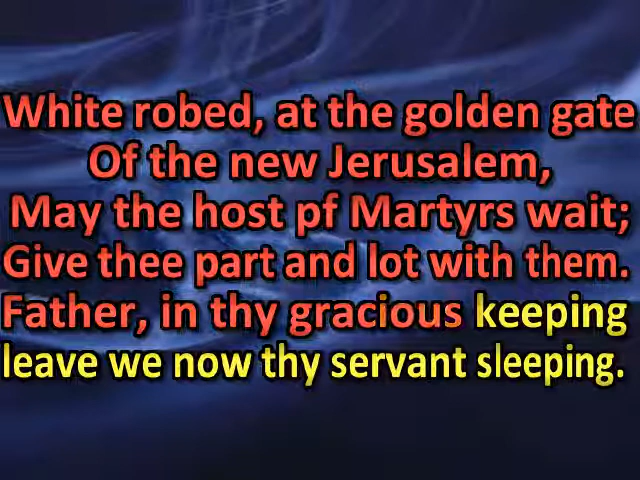 White robed, at the golden gate
Of the new Jerusalem,
May the host pf Martyrs wait;
Give thee part and lot with them.
Father, in thy gracious keeping
leave we now thy servant sleeping.